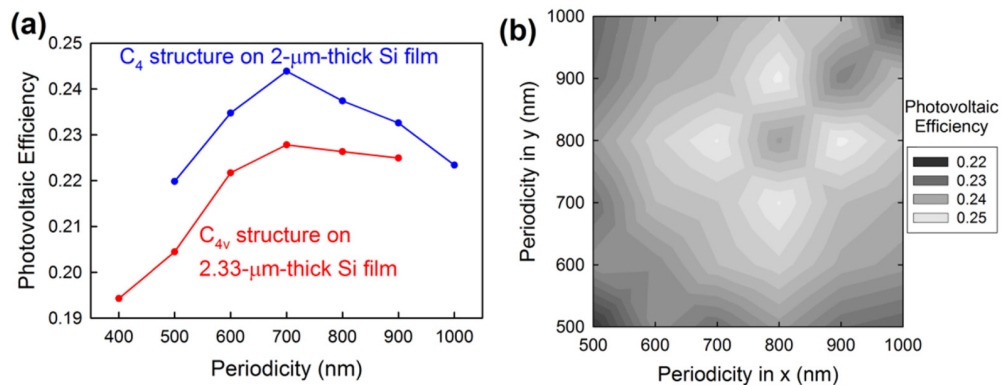 (a)
0.25
0.24
0.23
0.22
0.21
0.20
0.19
Photovoltaic Efficiency
C4 structure on 2-μm-thick Si film
C4v structure on
2.33-μm-thick Si film
400 500 600 700 800 900 1000
Periodicity (nm)
(b)
1000
900
800
700
600
500
Periodicity in y (nm)
500 600 700 800 900 1000
Periodicity in x (nm)
Photovoltaic
Efficiency
0.22
0.23
0.24
0.25